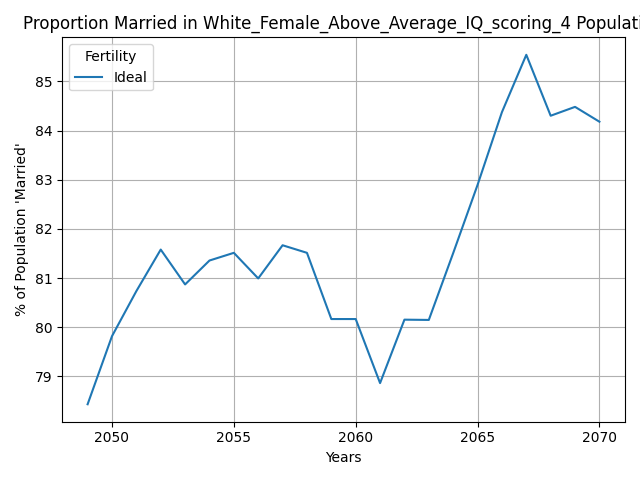 Proportion Married in White_Female_Above_Average_IQ_scoring_4 Populati
Fertility
Ideal
% of Population 'Married'
85
84
83
82
81
80
79
2050 2055 2060 2065 2070
Years